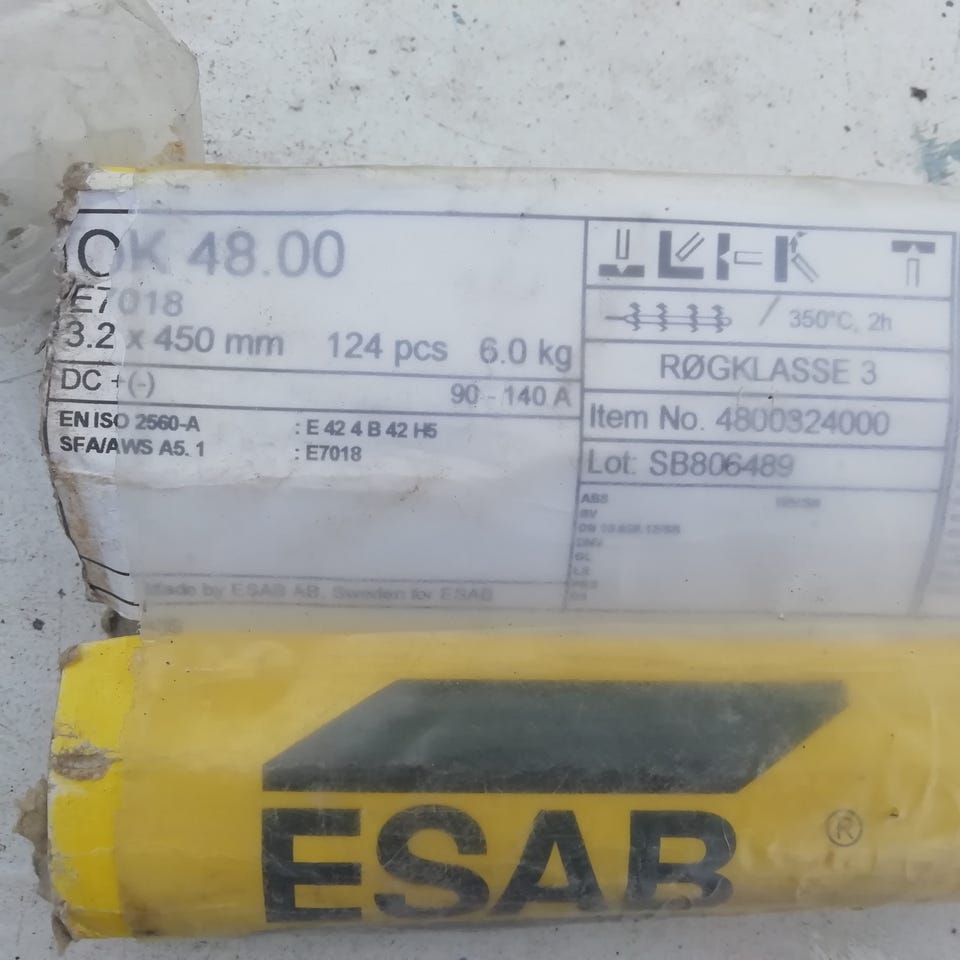 OK 48.00
E7018
3.2 x 450 mm 124 pcs 6.0 kg
DC +(-) 90 - 140 A
EN ISO 2560-A : E 42 4 B 42 H5
SFA/AWS A5.1 : E7018
Made by ESAB AB, Sweden for ESAB
350°C, 2h
RØGKLASSE 3
Item No. 4800324000
Lot: SB806489
ABS
BV
GL
LR
ESAB ®